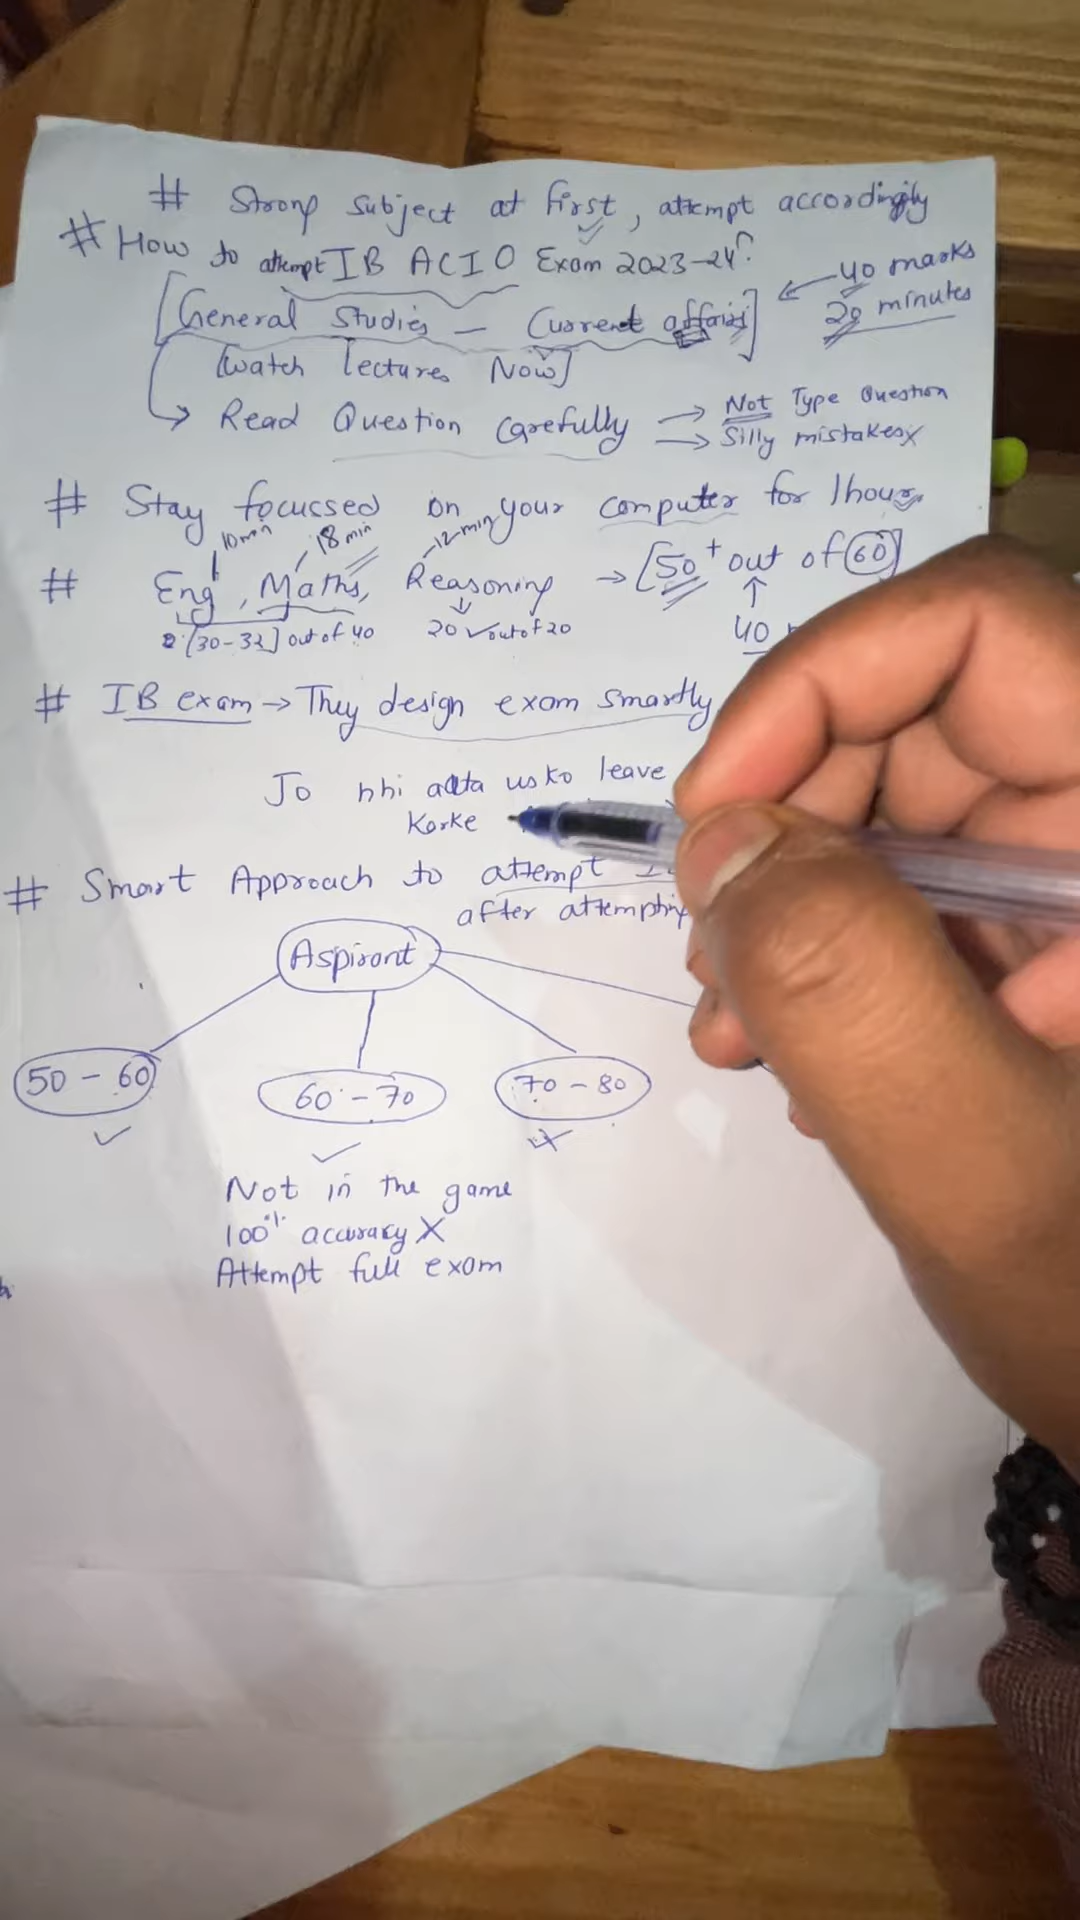 # Strong subject at first, attempt accordingly
# How to attempt IB ACIO Exam 2023-24?
[General Studies - Current affairs] ← 40 marks
20 minutes
[Watch lectures Now]
→ Read Question Carefully → Not Type Question
→ Silly mistakes X
# Stay focussed on your computer for 1 hour
10 min 18 min 12 min
# Eng, Maths, Reasoning → [50+ out of 60]
[30-32] out of 40 20 ✓ out of 20 40
# IB exam → They design exam smartly
Jo nhi aata usko leave
Karke
# Smart Approach to attempt
after attempting
Aspirant
50 - 60 60 - 70 70 - 80
Not in the game
100% accuracy X
Attempt full exam